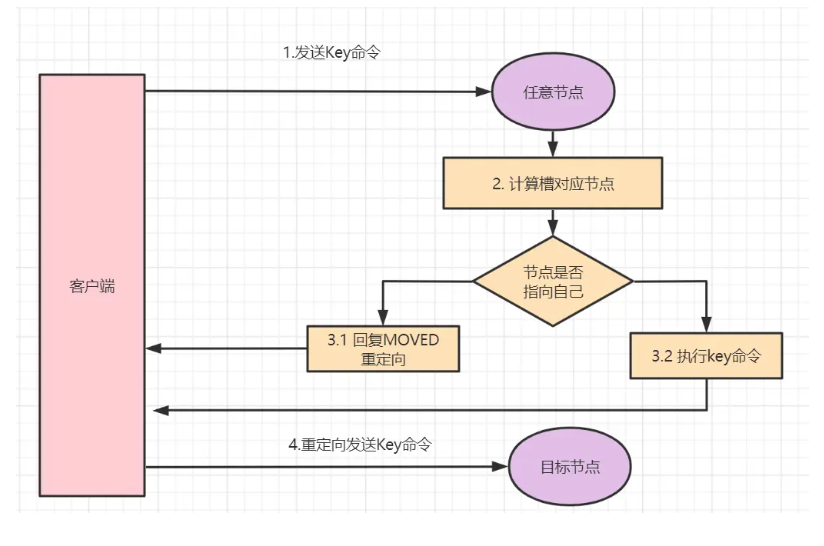 1.发送Key命令
任意节点
2. 计算槽对应节点
客户端
节点是否
指向自己
3.1 回复MOVED
重定向
3.2 执行key命令
4.重定向发送Key命令
目标节点